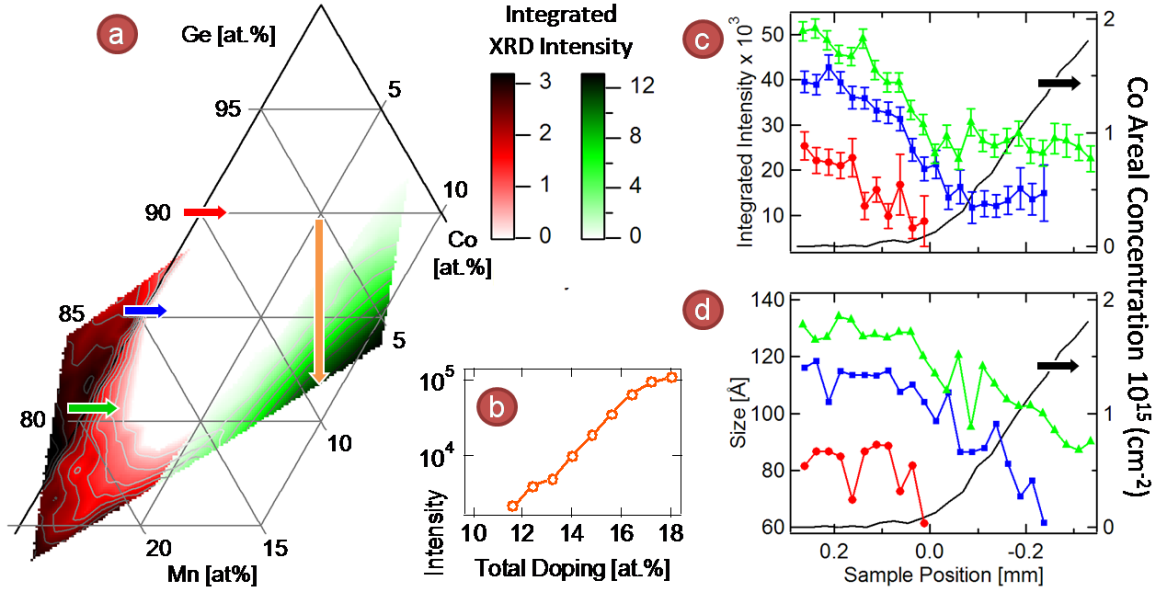 a
Ge [at.%]
Integrated
XRD Intensity
3
2
1
0
12
8
4
0
95
5
90
10
Co
[at.%]
85
5
80
10
20
15
Mn [at%]
b
10^5
10^4
Intensity
10 12 14 16 18
Total Doping [at.%]
c
Integrated Intensity x 10^3
50
40
30
20
10
2
1
0
d
Size [Å]
140
120
100
80
60
2
1
0
0.2 0.0 -0.2
Sample Position [mm]
Co Areal Concentration 10^15 (cm^-2)